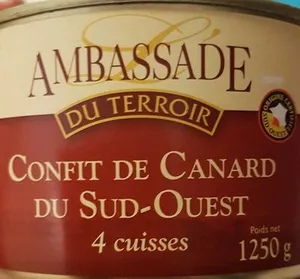 AMBASSADE
DU TERROIR
CONFIT DE CANARD
DU SUD-OUEST
4 cuisses
Poids net
1250 g